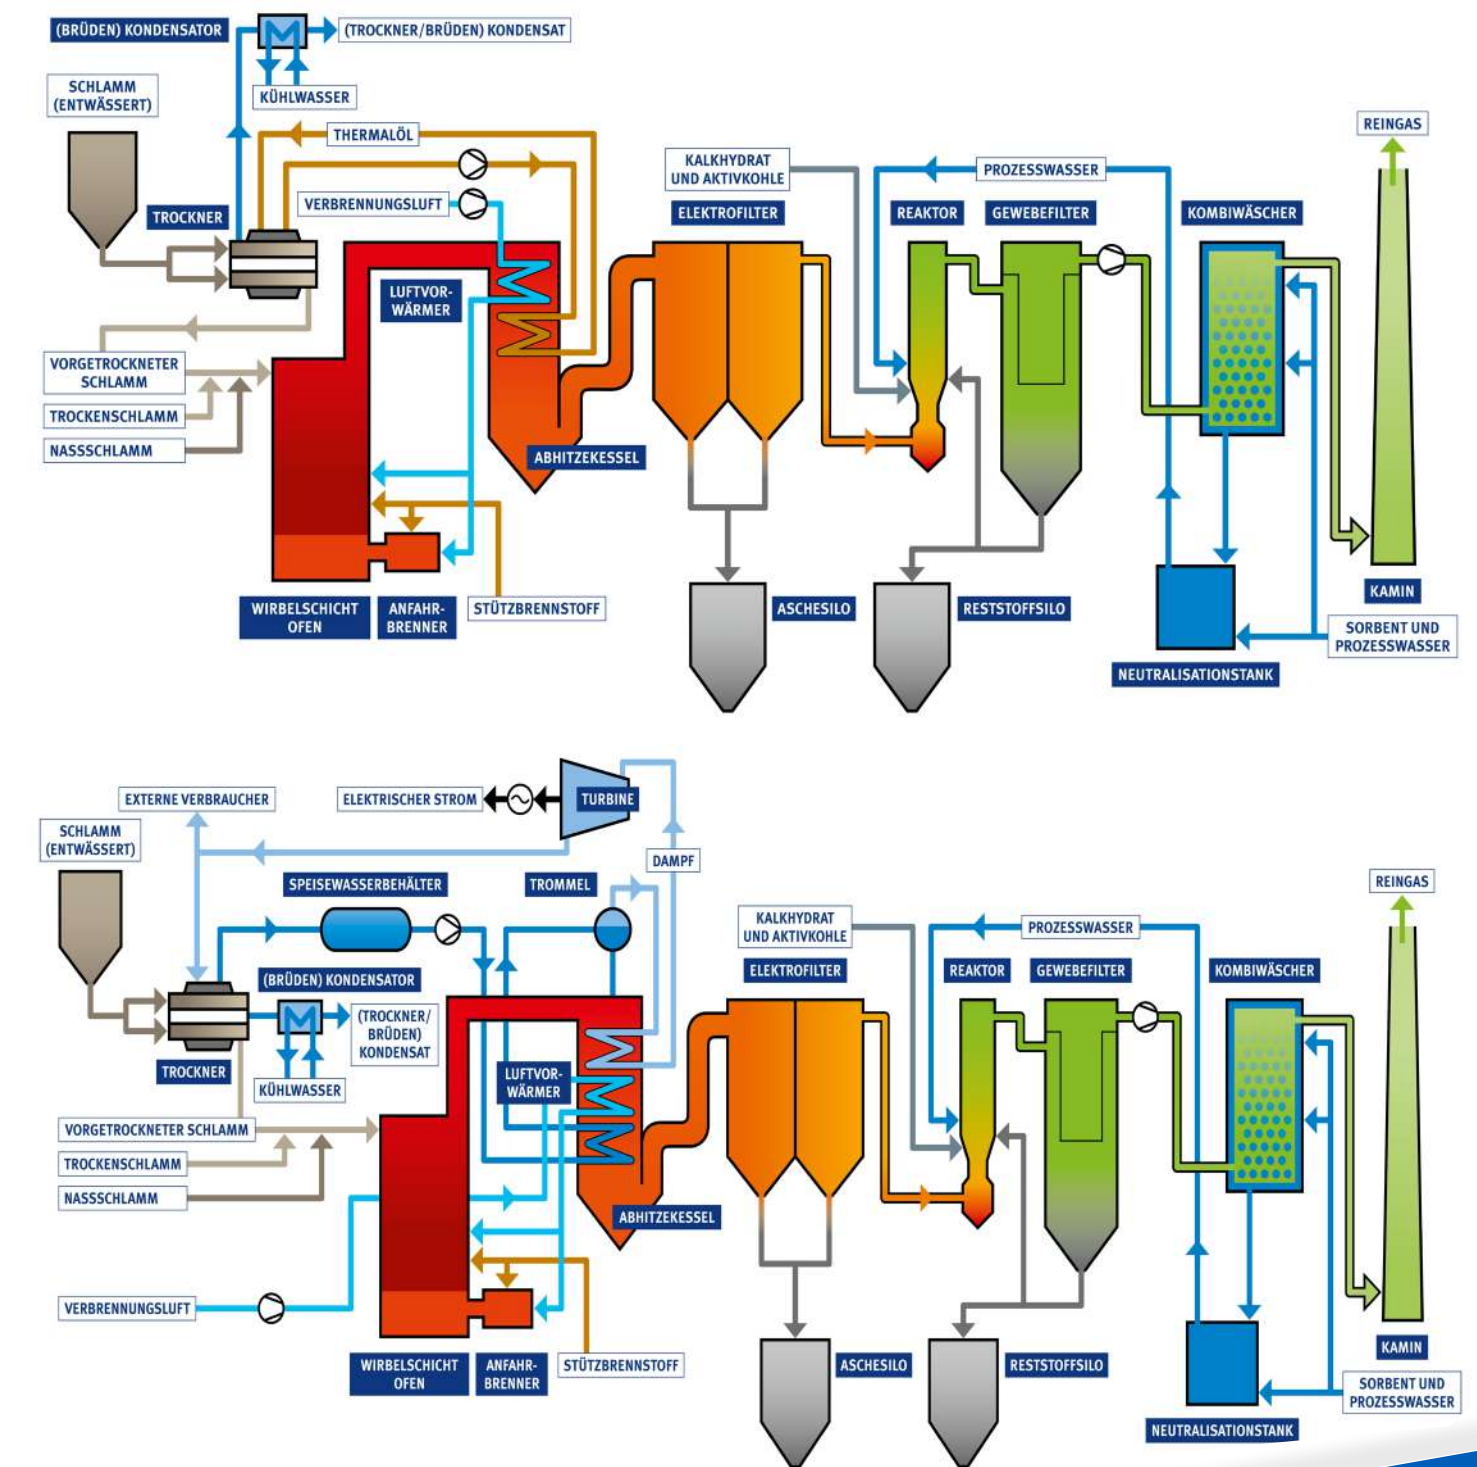 (BRÜDEN) KONDENSATOR
(TROCKNER/BRÜDEN) KONDENSAT
SCHLAMM
(ENTWÄSSERT)
KÜHLWASSER
THERMALÖL
REINGAS
KALKHYDRAT
UND AKTIVKOHLE
PROZESSWASSER
VERBRENNUNGSLUFT
TROCKNER
ELEKTROFILTER
REAKTOR
GEWEBEFILTER
KOMBIWÄSCHER
LUFTVOR-
WÄRMER
VORGETROCKNETER
SCHLAMM
TROCKENSCHLAMM
NASSSCHLAMM
ABHITZEKESSEL
WIRBELSCHICHT
OFEN
ANFAHR-
BRENNER
STÜTZBRENNSTOFF
ASCHESILO
RESTSTOFFSILO
KAMIN
SORBENT UND
PROZESSWASSER
NEUTRALISATIONSTANK
EXTERNE VERBRAUCHER
ELEKTRISCHER STROM
TURBINE
SCHLAMM
(ENTWÄSSERT)
DAMPF
SPEISEWASSERBEHÄLTER
TROMMEL
REINGAS
KALKHYDRAT
UND AKTIVKOHLE
PROZESSWASSER
(BRÜDEN) KONDENSATOR
ELEKTROFILTER
REAKTOR
GEWEBEFILTER
KOMBIWÄSCHER
(TROCKNER/
BRÜDEN)
KONDENSAT
TROCKNER
KÜHLWASSER
LUFTVOR-
WÄRMER
VORGETROCKNETER SCHLAMM
TROCKENSCHLAMM
NASSSCHLAMM
ABHITZEKESSEL
VERBRENNUNGSLUFT
WIRBELSCHICHT
OFEN
ANFAHR-
BRENNER
STÜTZBRENNSTOFF
ASCHESILO
RESTSTOFFSILO
KAMIN
SORBENT UND
PROZESSWASSER
NEUTRALISATIONSTANK